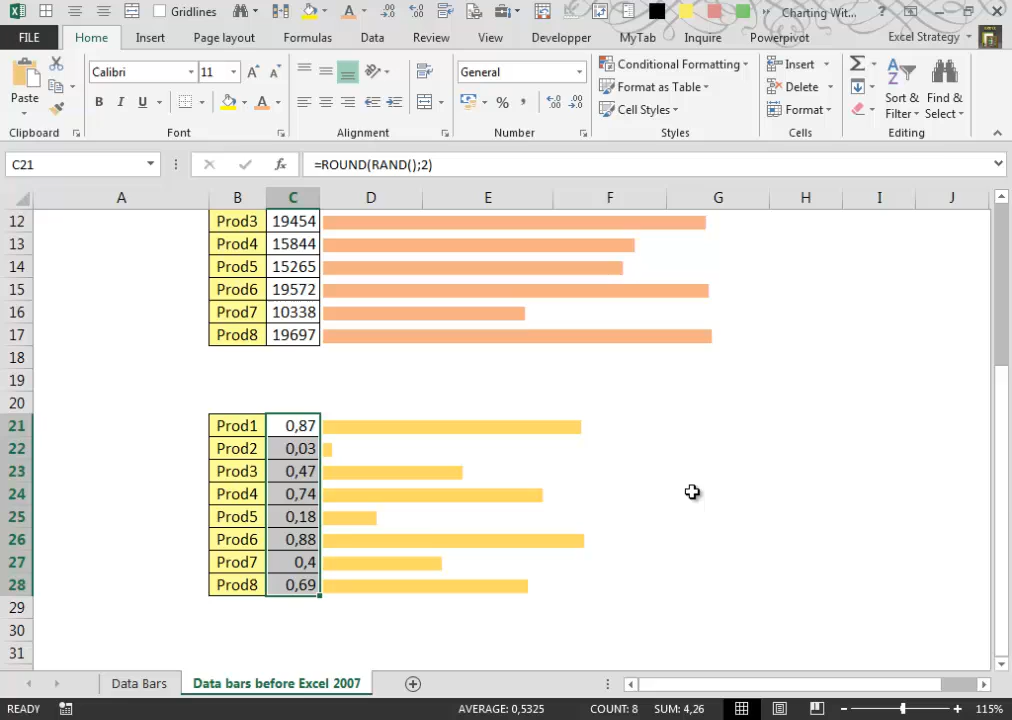 Gridlines
Charting Wit... ?
FILE Home Insert Page layout Formulas Data Review View Developer MyTab Inquire Powerpivot Excel Strategy
Calibri 11 General Conditional Formatting Insert
Paste B I U % , Format as Table Delete Sort & Find &
Cell Styles Format Filter Select
Clipboard Font Alignment Number Styles Cells Editing
C21 fx =ROUND(RAND();2)
A B C D E F G H I J
12 Prod3 19454
13 Prod4 15844
14 Prod5 15265
15 Prod6 19572
16 Prod7 10338
17 Prod8 19697
18
19
20
21 Prod1 0,87
22 Prod2 0,03
23 Prod3 0,47
24 Prod4 0,74
25 Prod5 0,18
26 Prod6 0,88
27 Prod7 0,4
28 Prod8 0,69
29
30
31
Data Bars Data bars before Excel 2007
READY AVERAGE: 0,5325 COUNT: 8 SUM: 4,26 115%